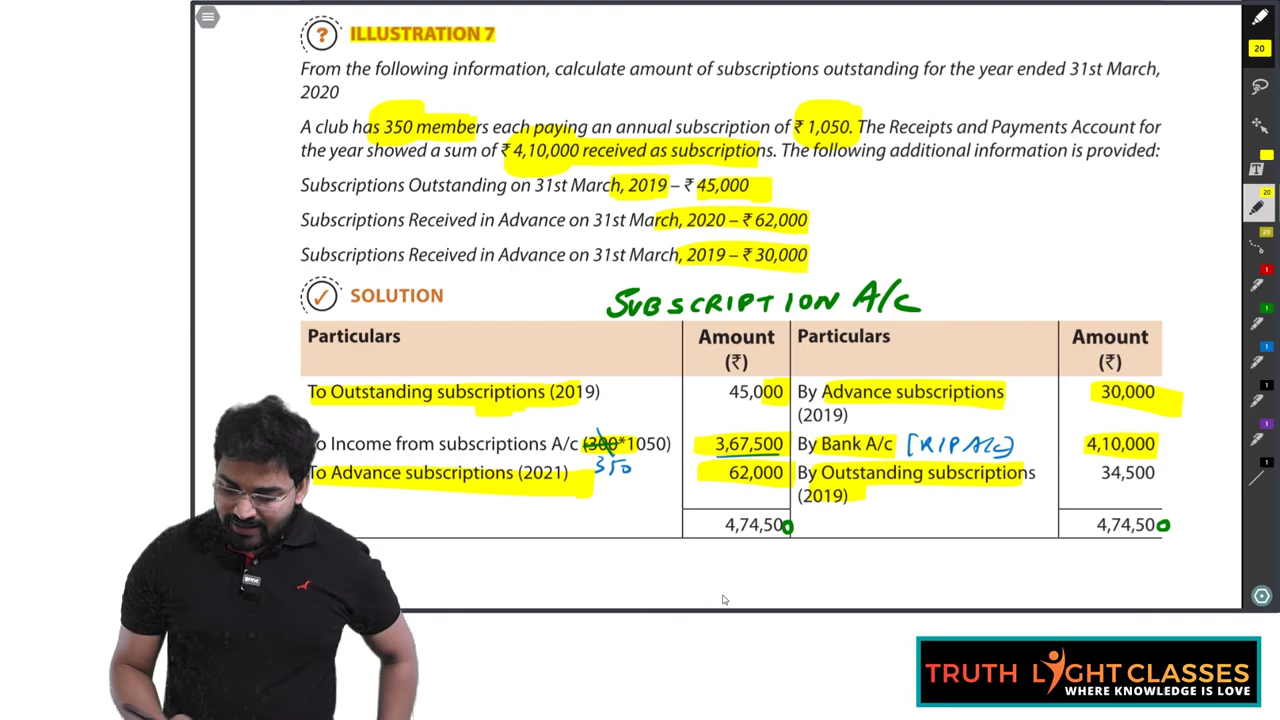 ILLUSTRATION 7
From the following information, calculate amount of subscriptions outstanding for the year ended 31st March,
2020
A club has 350 members each paying an annual subscription of ₹ 1,050. The Receipts and Payments Account for
the year showed a sum of ₹ 4,10,000 received as subscriptions. The following additional information is provided:
Subscriptions Outstanding on 31st March, 2019 – ₹ 45,000
Subscriptions Received in Advance on 31st March, 2020 – ₹ 62,000
Subscriptions Received in Advance on 31st March, 2019 – ₹ 30,000
SOLUTION
SUBSCRIPTION A/C
Particulars Amount (₹) Particulars Amount (₹)
To Outstanding subscriptions (2019) 45,000 By Advance subscriptions (2019) 30,000
To Income from subscriptions A/c (300*1050) 3,67,500 By Bank A/c [R|P A/c) 4,10,000
350
To Advance subscriptions (2021) 62,000 By Outstanding subscriptions (2019) 34,500
4,74,500 4,74,500
TRUTH LIGHT CLASSES
WHERE KNOWLEDGE IS LOVE